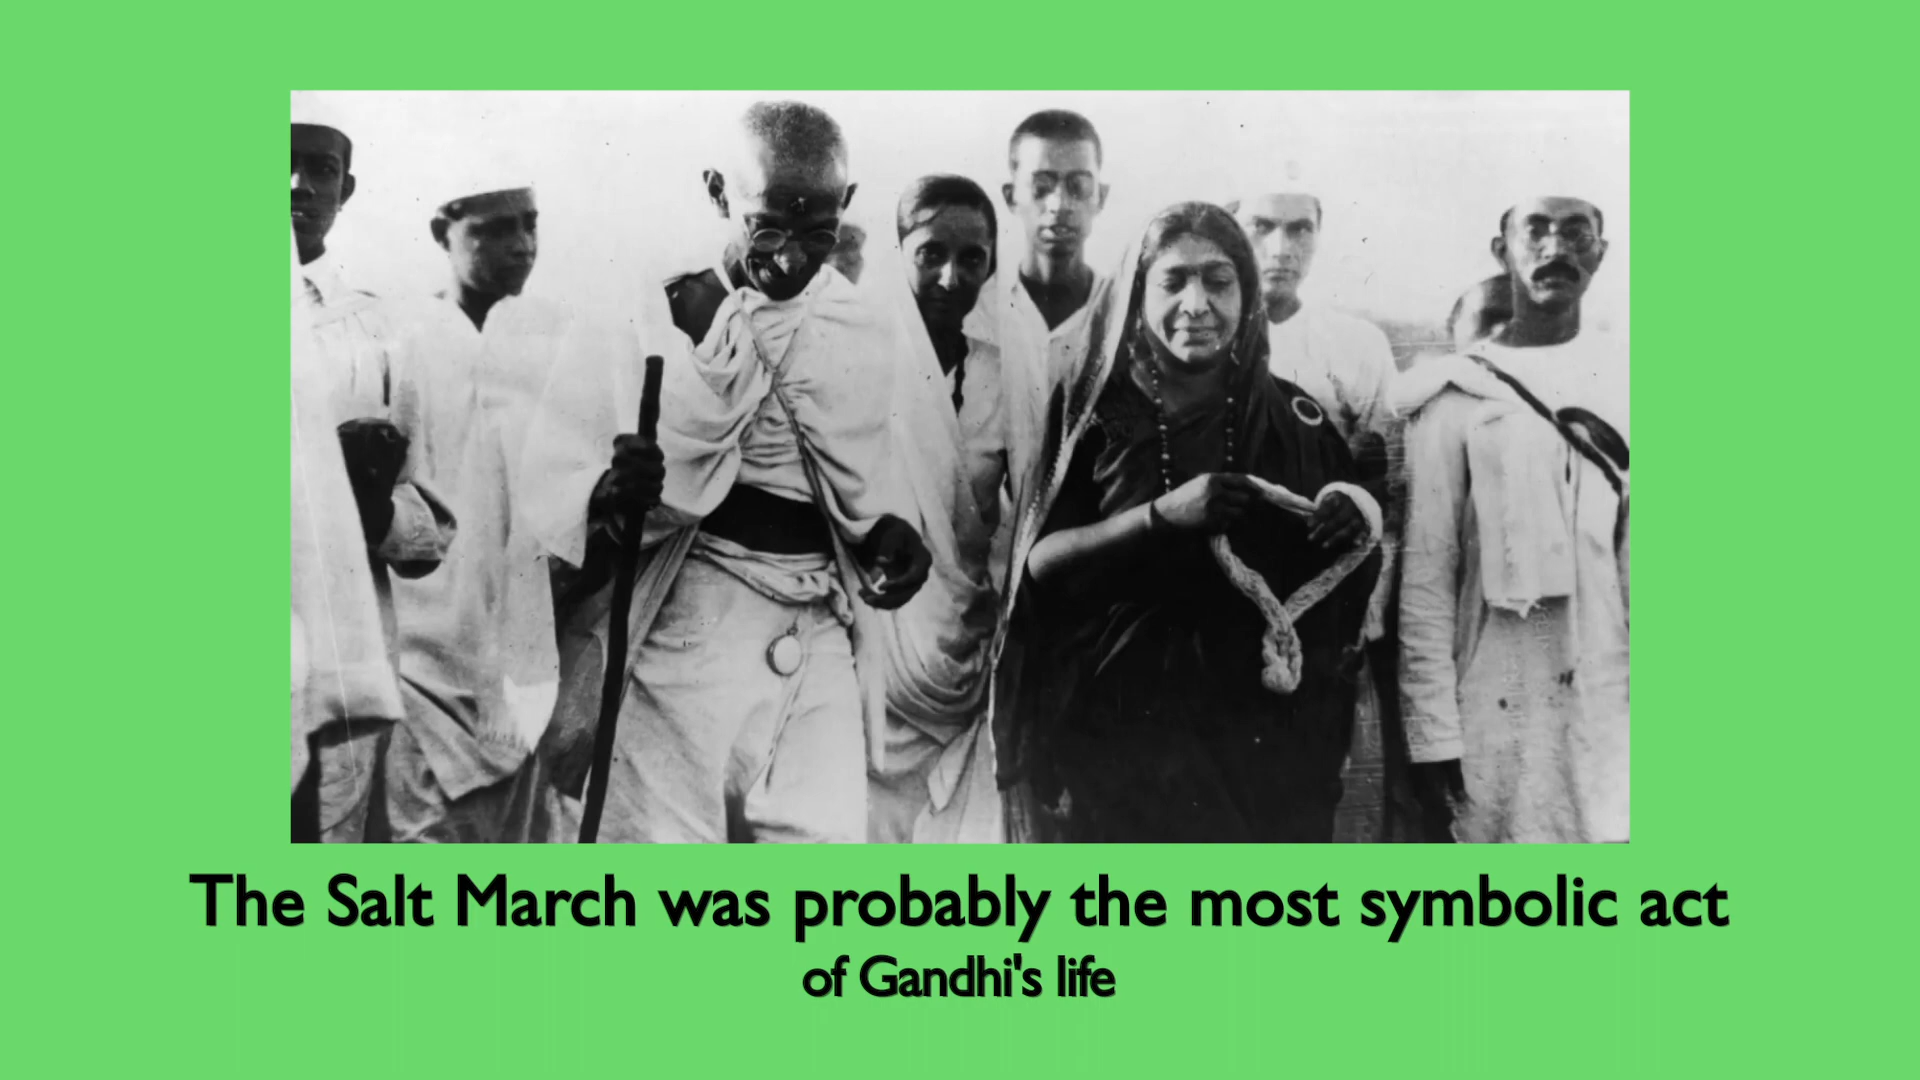 The Salt March was probably the most symbolic act
of Gandhi's life